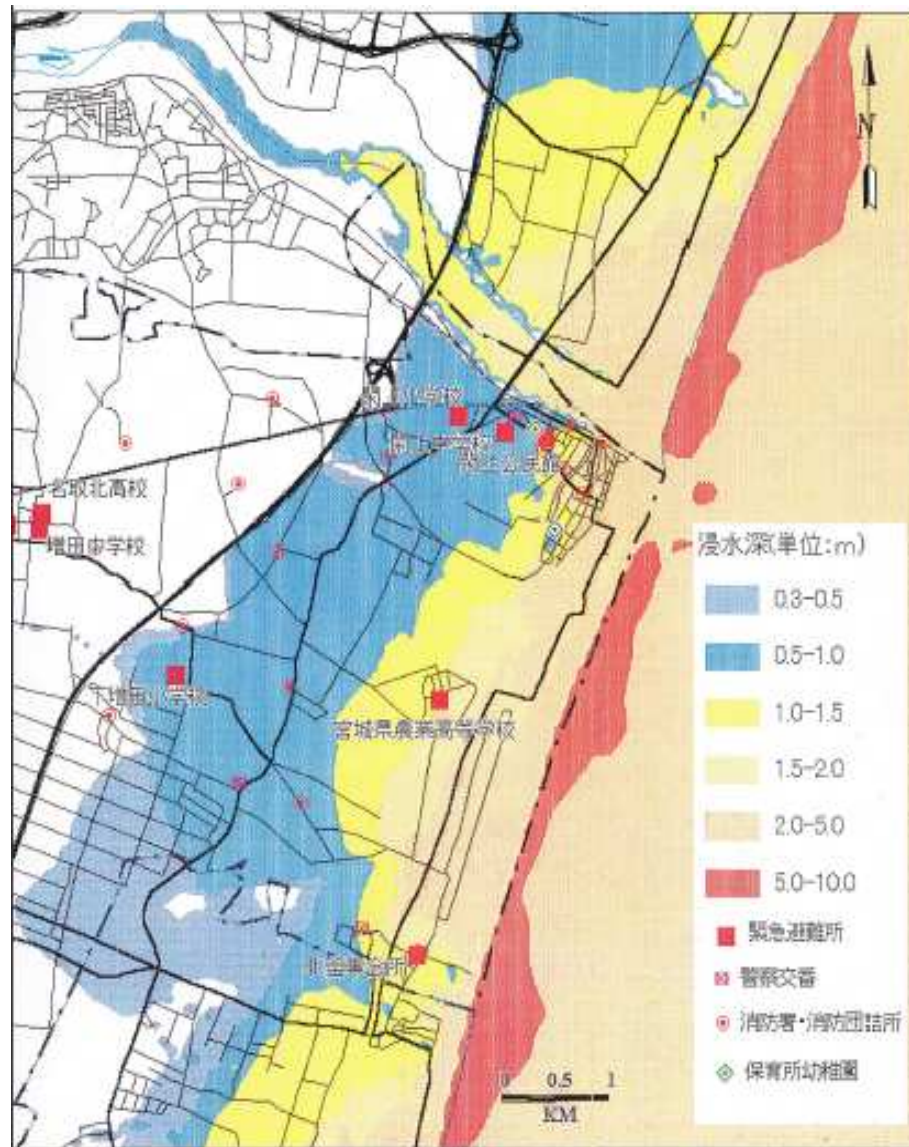 N
名取北高校
増田中学校
下増田小学校
宮城県農業高等学校
浸水深(単位:m)
0.3-0.5
0.5-1.0
1.0-1.5
1.5-2.0
2.0-5.0
5.0-10.0
緊急避難所
警察交番
消防署・消防団詰所
保育所幼稚園
0 0.5 1
KM